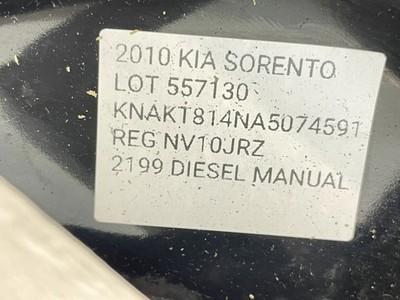 2010 KIA SORENTO
LOT 557130
KNAKT814NA5074591
REG NV10JRZ
2199 DIESEL MANUAL